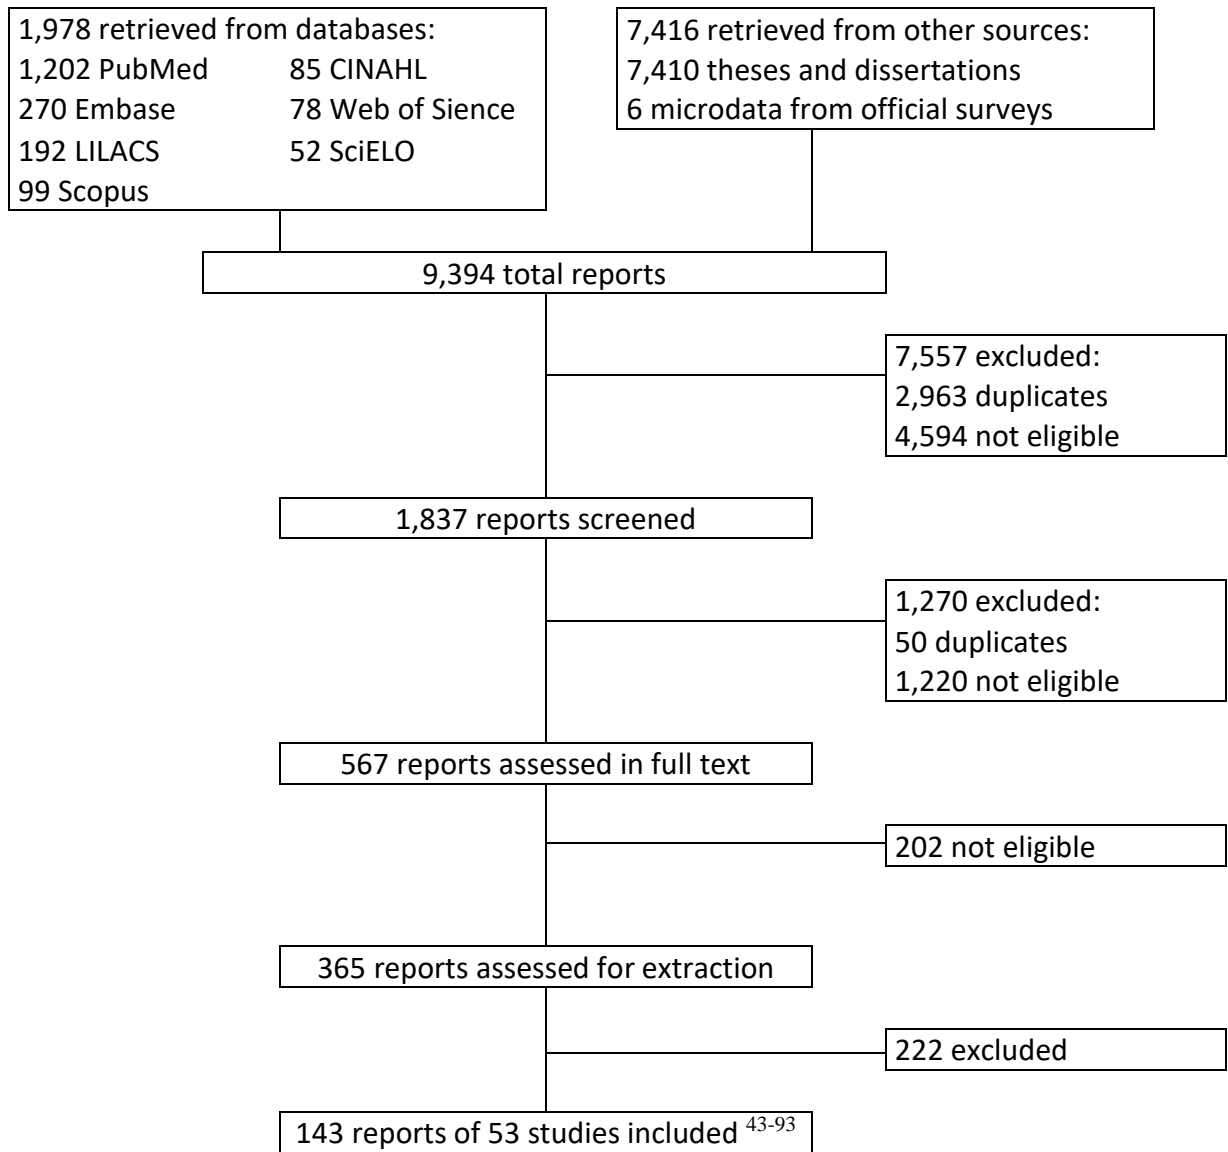 1,978 retrieved from databases:
1,202 PubMed 85 CINAHL
270 Embase 78 Web of Sience
192 LILACS 52 SciELO
99 Scopus
7,416 retrieved from other sources:
7,410 theses and dissertations
6 microdata from official surveys
9,394 total reports
7,557 excluded:
2,963 duplicates
4,594 not eligible
1,837 reports screened
1,270 excluded:
50 duplicates
1,220 not eligible
567 reports assessed in full text
202 not eligible
365 reports assessed for extraction
222 excluded
143 reports of 53 studies included 43-93